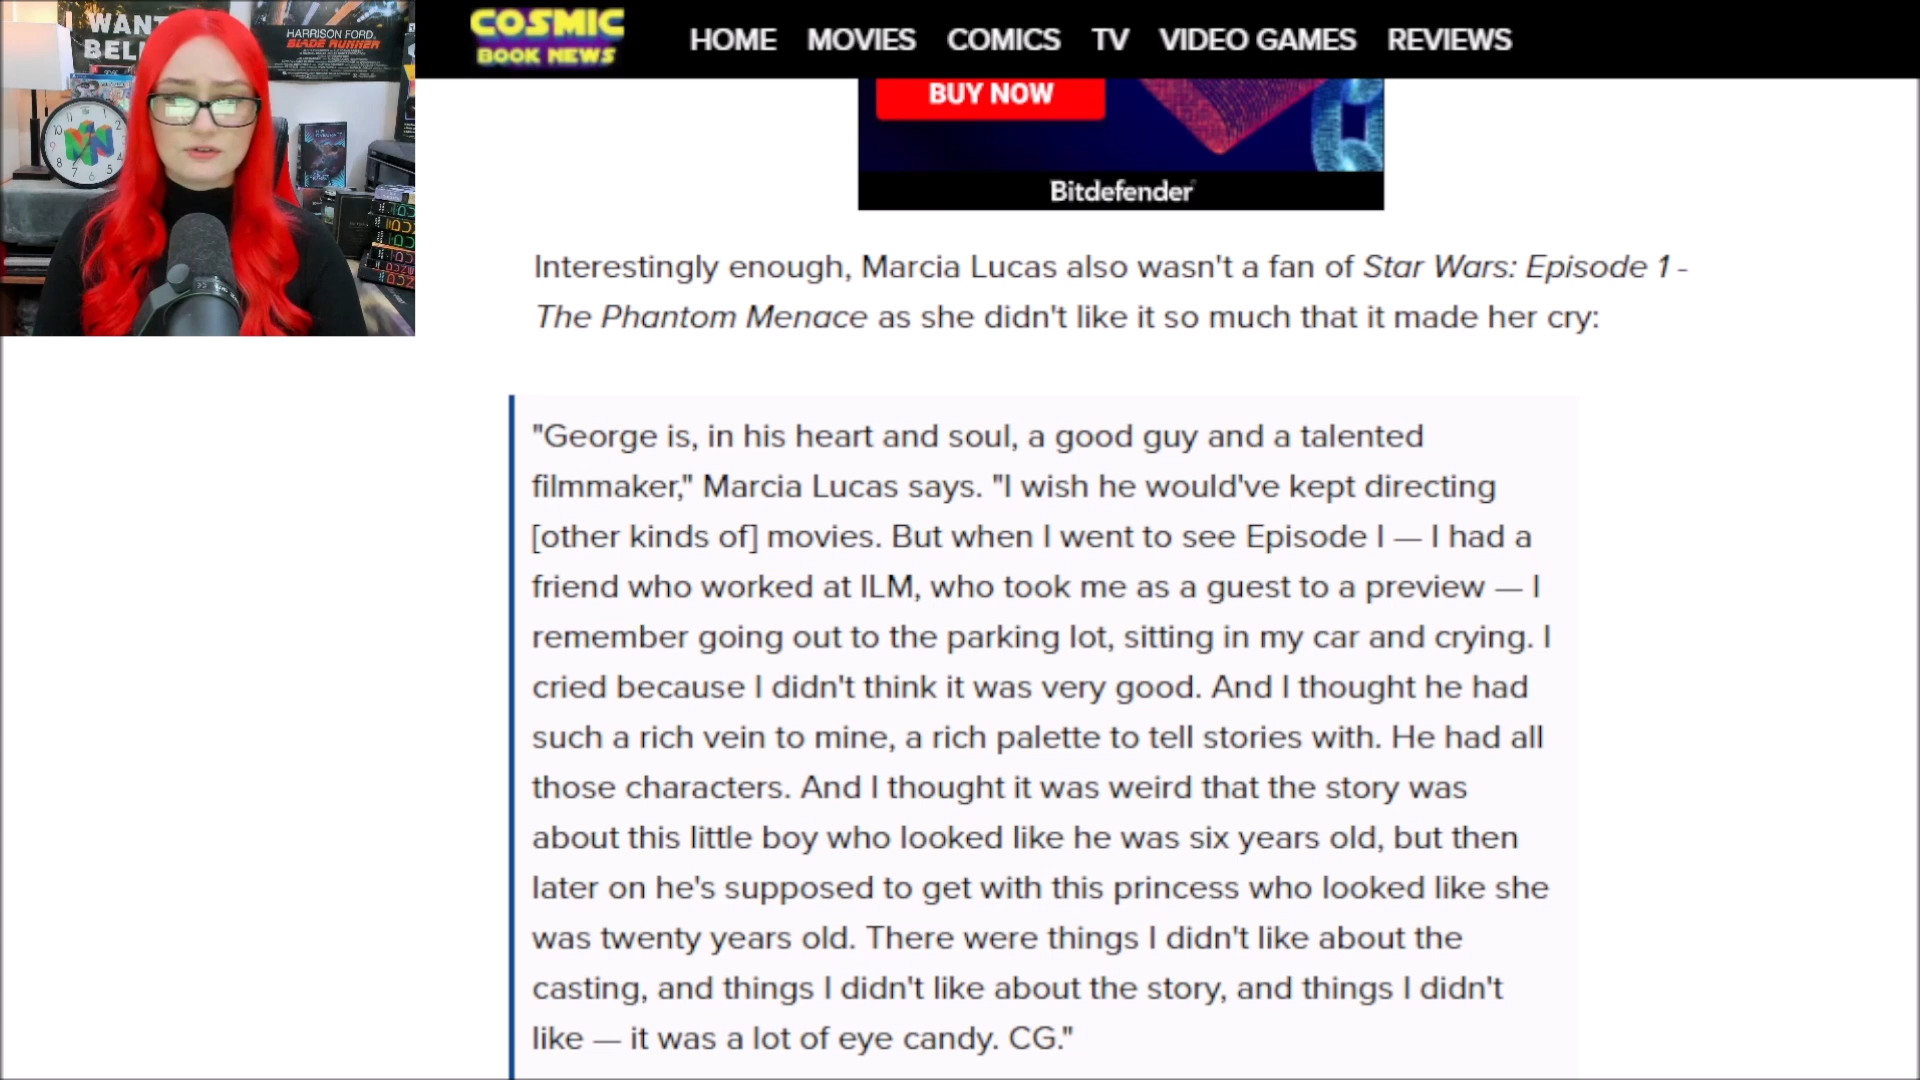 WANT
HARRISON FORD.
BLADE RUNNER
COSMIC
BOOK NEWS
HOME MOVIES COMICS TV VIDEO GAMES REVIEWS
BUY NOW
Bitdefender
Interestingly enough, Marcia Lucas also wasn't a fan of Star Wars: Episode 1 -
The Phantom Menace as she didn't like it so much that it made her cry:
"George is, in his heart and soul, a good guy and a talented
filmmaker," Marcia Lucas says. "I wish he would've kept directing
[other kinds of] movies. But when I went to see Episode I — I had a
friend who worked at ILM, who took me as a guest to a preview — I
remember going out to the parking lot, sitting in my car and crying. I
cried because I didn't think it was very good. And I thought he had
such a rich vein to mine, a rich palette to tell stories with. He had all
those characters. And I thought it was weird that the story was
about this little boy who looked like he was six years old, but then
later on he's supposed to get with this princess who looked like she
was twenty years old. There were things I didn't like about the
casting, and things I didn't like about the story, and things I didn't
like — it was a lot of eye candy. CG."